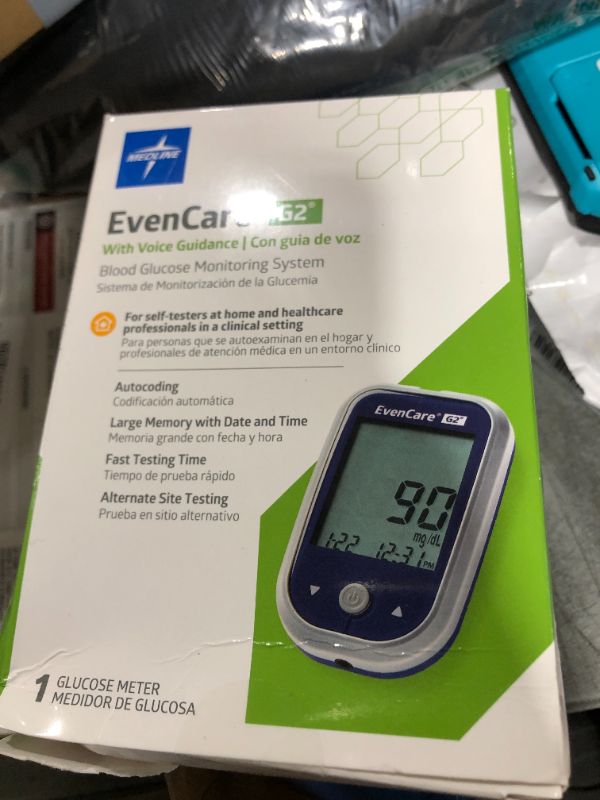 MEDLINE
EvenCare G2®
With Voice Guidance | Con guia de voz
Blood Glucose Monitoring System
Sistema de Monitorización de la Glucemia
For self-testers at home and healthcare
professionals in a clinical setting
Para personas que se autoexaminan en el hogar y
profesionales de atención médica en un entorno clínico
Autocoding
Codificación automática
Large Memory with Date and Time
Memoria grande con fecha y hora
Fast Testing Time
Tiempo de prueba rápido
Alternate Site Testing
Prueba en sitio alternativo
EvenCare® G2®
90
mg/dL
1:22 12:31 PM
1 GLUCOSE METER
MEDIDOR DE GLUCOSA